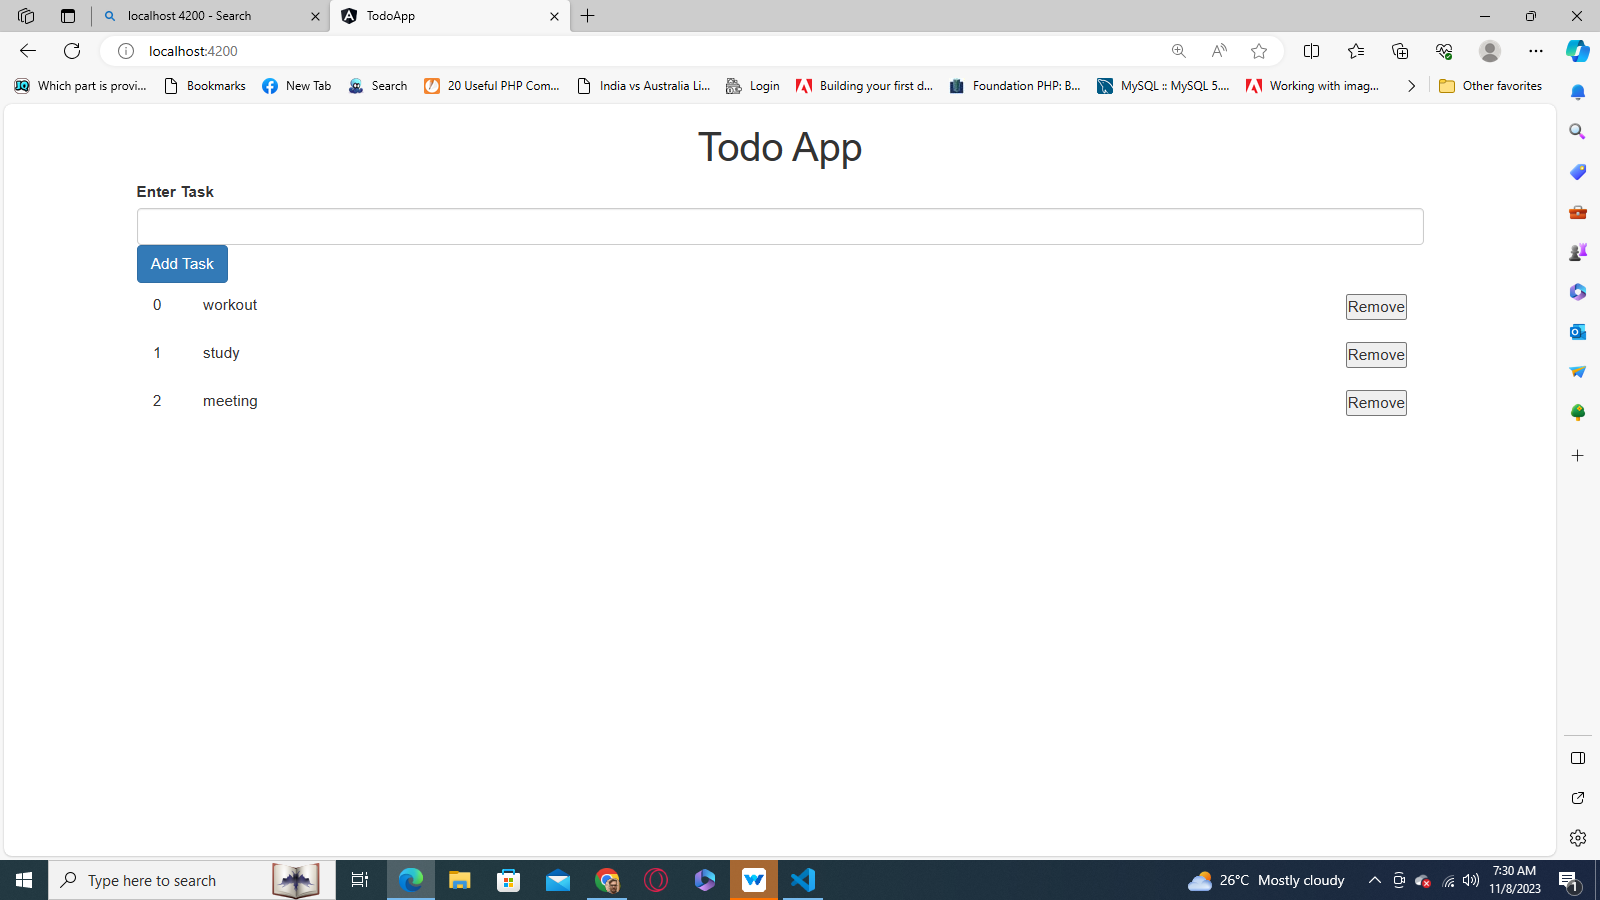 localhost 4200 - Search
TodoApp
localhost:4200
Which part is provi...
Bookmarks
New Tab
Search
20 Useful PHP Com...
India vs Australia Li...
Login
Building your first d...
Foundation PHP: B...
MySQL :: MySQL 5....
Working with imag...
Other favorites
Todo App
Enter Task
Add Task
0 workout Remove
1 study Remove
2 meeting Remove
Type here to search
26°C Mostly cloudy
7:30 AM
11/8/2023
1